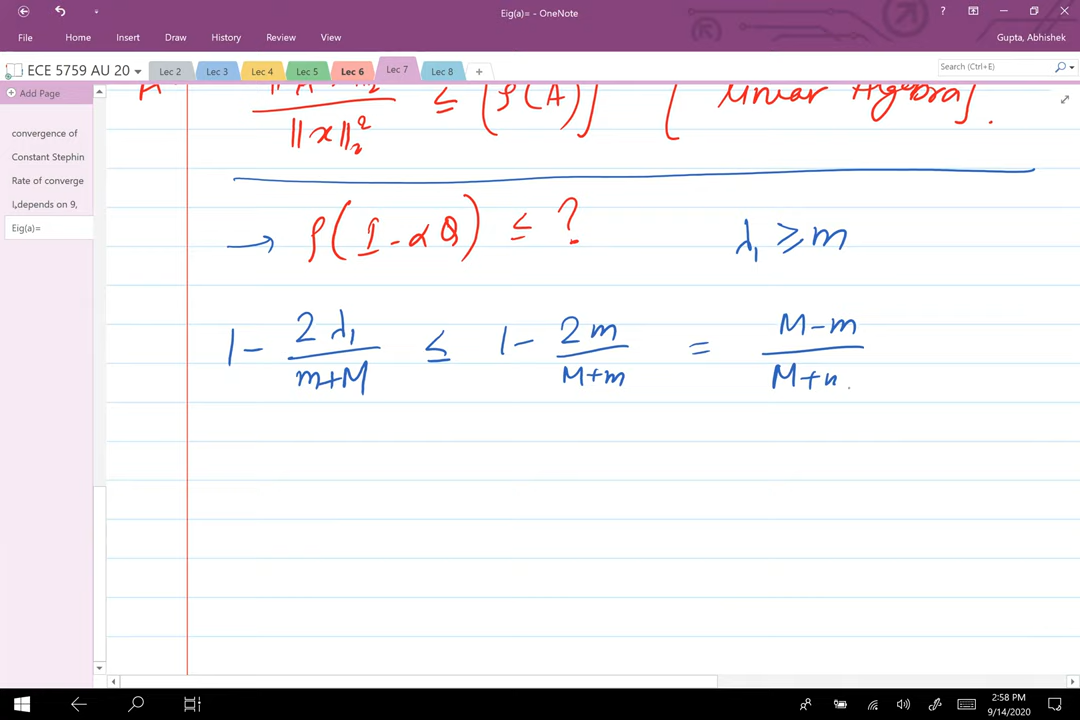 Eig(a)= - OneNote
? Gupta, Abhishek
File Home Insert Draw History Review View
ECE 5759 AU 20 Lec 2 Lec 3 Lec 4 Lec 5 Lec 6 Lec 7 Lec 8 + Search (Ctrl+E)
Add Page
convergence of
Constant Stephin
Rate of converge
l,depends on 9,
Eig(a)=
‖x‖₂² ≤ [ρ(A)] [Linear Algebra].
→ ρ(I - αQ) ≤ ? λ₁ ≥ m
1 - 2λ₁/(m+M) ≤ 1 - 2m/(M+m) = (M-m)/(M+n.
2:58 PM
9/14/2020